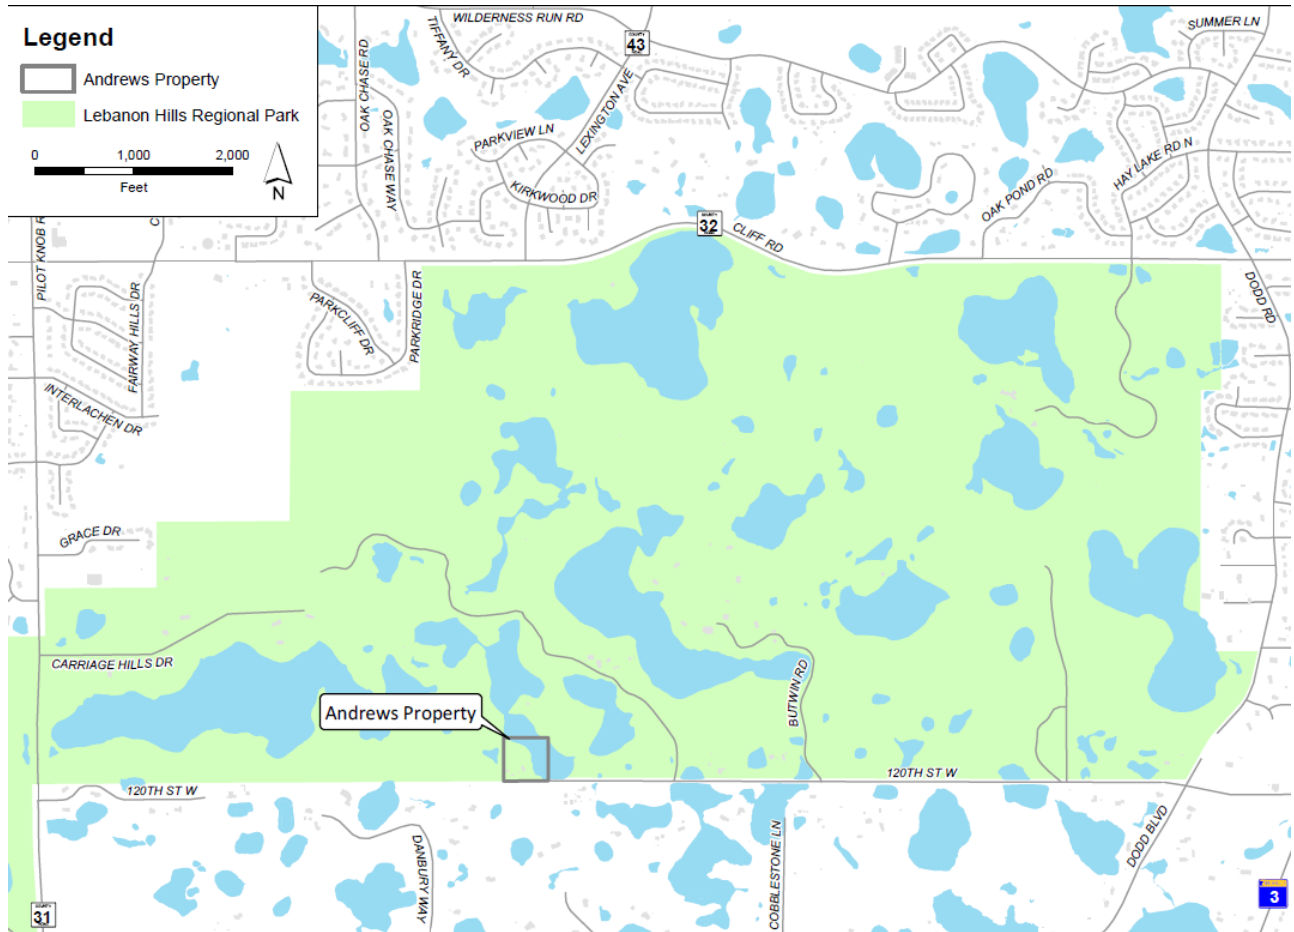 Legend
Andrews Property
Lebanon Hills Regional Park
0 1,000 2,000
Feet
N
WILDERNESS RUN RD
TIFFANY DR
OAK CHASE RD
OAK CHASE WAY
COUNTY
43
LEXINGTON AVE
PARKVIEW LN
KIRKWOOD DR
SUMMER LN
HAY LAKE RD N
OAK POND RD
COUNTY
32
CLIFF RD
DODD RD
PILOT KNOB R
C
FAIRWAY HILLS DR
PARKCLIFF DR
PARKRIDGE DR
INTERLACHEN DR
GRACE DR
CARRIAGE HILLS DR
Andrews Property
BUTWIN RD
120TH ST W
120TH ST W
DANBURY WAY
COBBLESTONE LN
DODD BLVD
COUNTY
31
3